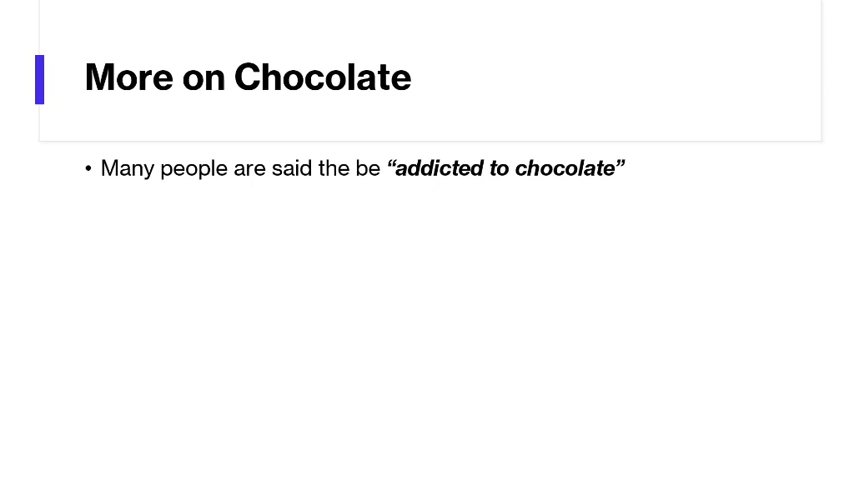 More on Chocolate
• Many people are said the be “addicted to chocolate”